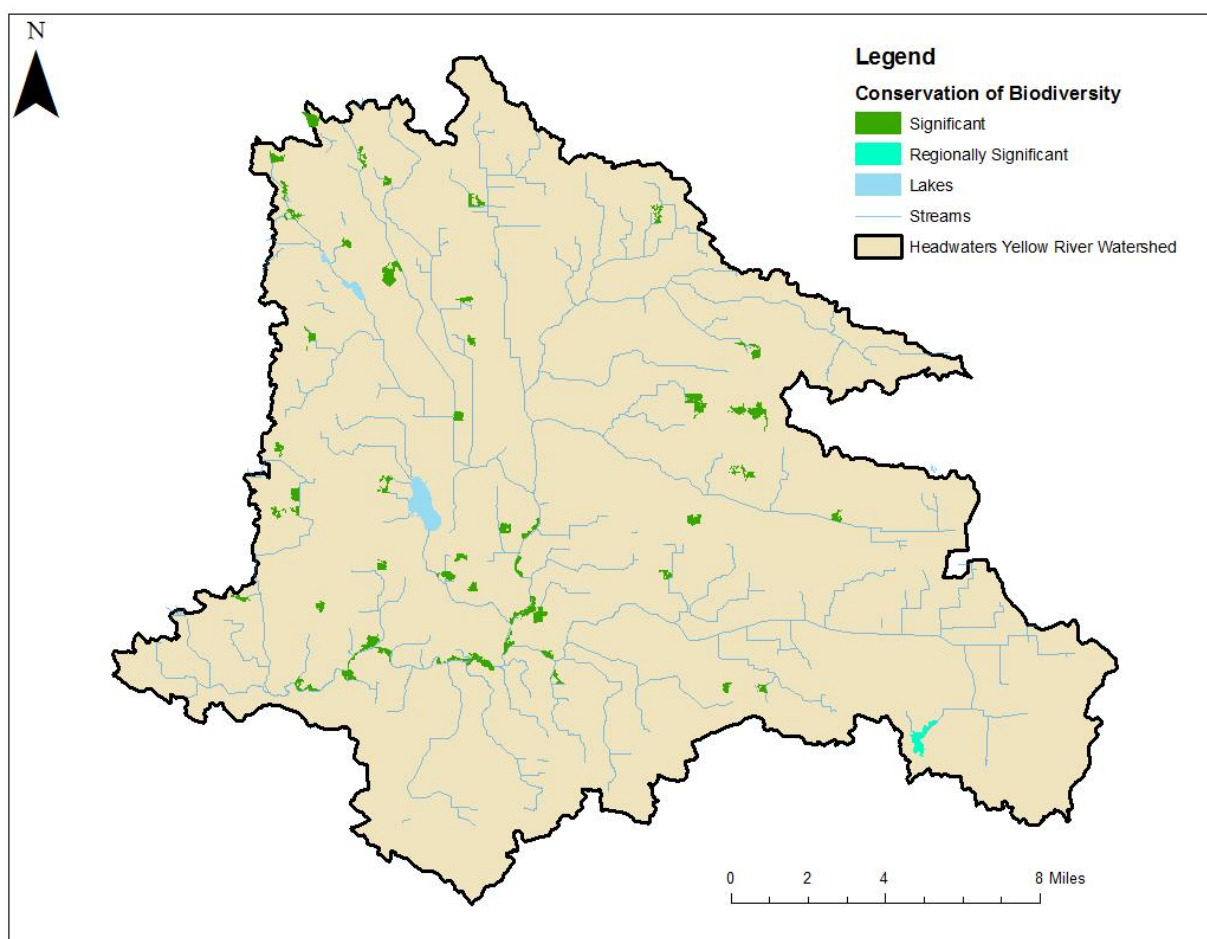 N
Legend
Conservation of Biodiversity
Significant
Regionally Significant
Lakes
Streams
Headwaters Yellow River Watershed
0 2 4 8 Miles